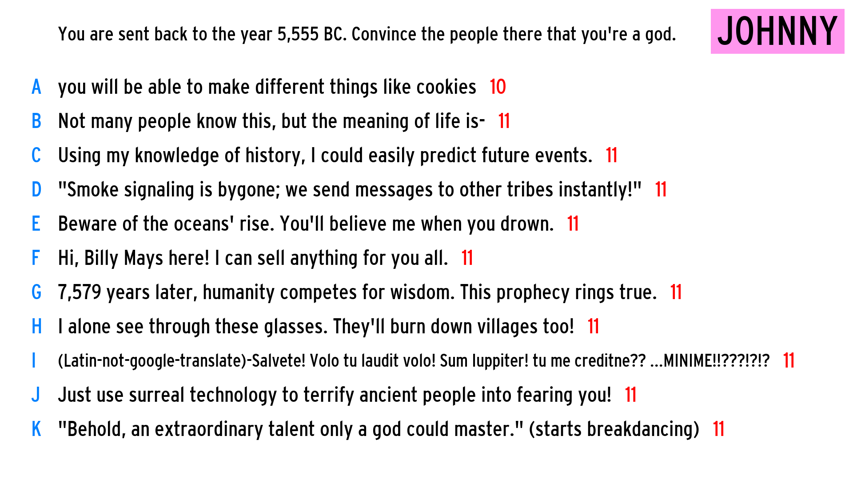 You are sent back to the year 5,555 BC. Convince the people there that you're a god.
JOHNNY
A you will be able to make different things like cookies 10
B Not many people know this, but the meaning of life is- 11
C Using my knowledge of history, I could easily predict future events. 11
D "Smoke signaling is bygone; we send messages to other tribes instantly!" 11
E Beware of the oceans' rise. You'll believe me when you drown. 11
F Hi, Billy Mays here! I can sell anything for you all. 11
G 7,579 years later, humanity competes for wisdom. This prophecy rings true. 11
H I alone see through these glasses. They'll burn down villages too! 11
I (Latin-not-google-translate)-Salvete! Volo tu laudit volo! Sum Iuppiter! tu me creditne?? ...MINIME!!???!?!? 11
J Just use surreal technology to terrify ancient people into fearing you! 11
K "Behold, an extraordinary talent only a god could master." (starts breakdancing) 11